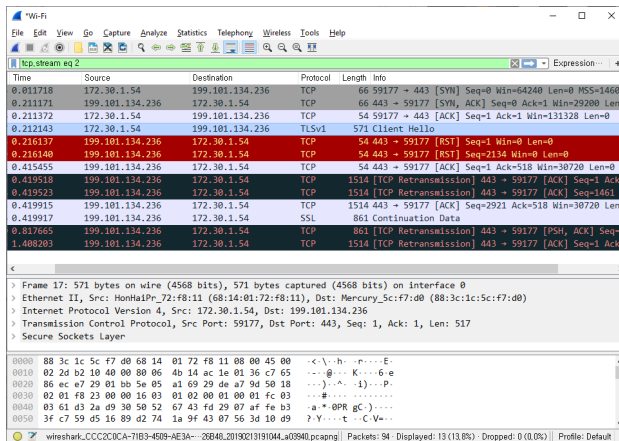 *Wi-Fi
File Edit View Go Capture Analyze Statistics Telephony Wireless Tools Help
tcp.stream eq 2 Expression… +
Time Source Destination Protocol Length Info
0.011718 172.30.1.54 199.101.134.236 TCP 66 59177 → 443 [SYN] Seq=0 Win=64240 Len=0 MSS=1460
0.211171 199.101.134.236 172.30.1.54 TCP 66 443 → 59177 [SYN, ACK] Seq=0 Ack=1 Win=29200 Len=
0.211372 172.30.1.54 199.101.134.236 TCP 54 59177 → 443 [ACK] Seq=1 Ack=1 Win=131328 Len=0
0.212143 172.30.1.54 199.101.134.236 TLSv1 571 Client Hello
0.216137 199.101.134.236 172.30.1.54 TCP 54 443 → 59177 [RST] Seq=1 Win=0 Len=0
0.216140 199.101.134.236 172.30.1.54 TCP 54 443 → 59177 [RST] Seq=2134 Win=0 Len=0
0.415455 199.101.134.236 172.30.1.54 TCP 54 443 → 59177 [ACK] Seq=1 Ack=518 Win=30720 Len=0
0.419518 199.101.134.236 172.30.1.54 TCP 1514 [TCP Retransmission] 443 → 59177 [ACK] Seq=1 Ack
0.419523 199.101.134.236 172.30.1.54 TCP 1514 [TCP Retransmission] 443 → 59177 [ACK] Seq=1461
0.419915 199.101.134.236 172.30.1.54 TCP 1514 443 → 59177 [ACK] Seq=2921 Ack=518 Win=30720 Len
0.419917 199.101.134.236 172.30.1.54 SSL 861 Continuation Data
0.817665 199.101.134.236 172.30.1.54 TCP 861 [TCP Retransmission] 443 → 59177 [PSH, ACK] Seq=
1.408203 199.101.134.236 172.30.1.54 TCP 1514 [TCP Retransmission] 443 → 59177 [ACK] Seq=1 Ack
> Frame 17: 571 bytes on wire (4568 bits), 571 bytes captured (4568 bits) on interface 0
> Ethernet II, Src: HonHaiPr_72:f8:11 (68:14:01:72:f8:11), Dst: Mercury_5c:f7:d0 (88:3c:1c:5c:f7:d0)
> Internet Protocol Version 4, Src: 172.30.1.54, Dst: 199.101.134.236
> Transmission Control Protocol, Src Port: 59177, Dst Port: 443, Seq: 1, Ack: 1, Len: 517
> Secure Sockets Layer
0000 88 3c 1c 5c f7 d0 68 14 01 72 f8 11 08 00 45 00 ·<·\··h· ·r····E·
0010 02 2d b2 10 40 00 80 06 4b 14 ac 1e 01 36 c7 65 ·-··@··· K····6·e
0020 86 ec e7 29 01 bb 5e 05 a1 69 29 de a7 9d 50 18 ···)··^· ·i)···P·
0030 02 01 f8 23 00 00 16 03 01 02 00 01 00 01 fc 03 ···#···· ········
0040 03 61 d3 2a d9 30 50 52 67 43 fd 29 07 af fe b3 ·a·*·0PR gC·)····
0050 3f c7 59 d5 16 89 d2 74 1a 9f 43 07 56 3d 10 d9 ?·Y····t ··C·V=··
wireshark_CCC2C0CA-71B3-4509-AE3A-…26B48_20190213191044_a03940.pcapng Packets: 94 · Displayed: 13 (13.8%) · Dropped: 0 (0.0%) Profile: Default